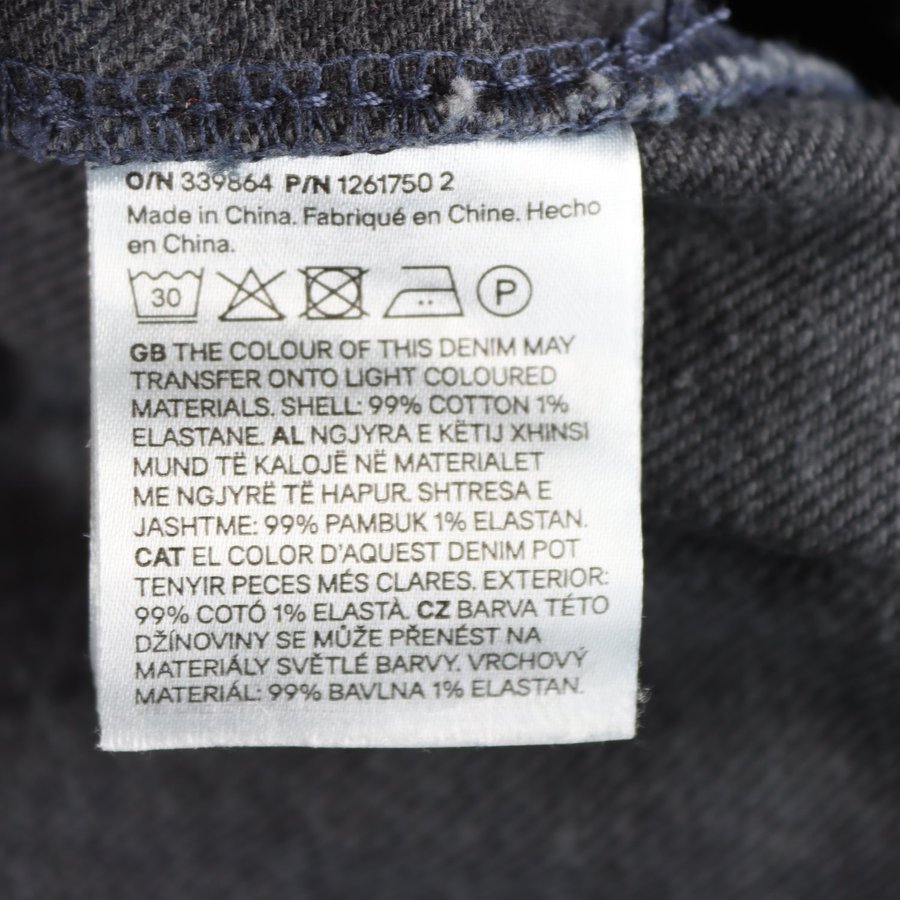 O/N 339864 P/N 1261750 2
Made in China. Fabriqué en Chine. Hecho
en China.
30 P
GB THE COLOUR OF THIS DENIM MAY
TRANSFER ONTO LIGHT COLOURED
MATERIALS. SHELL: 99% COTTON 1%
ELASTANE. AL NGJYRA E KËTIJ XHINSI
MUND TË KALOJË NË MATERIALET
ME NGJYRË TË HAPUR. SHTRESA E
JASHTME: 99% PAMBUK 1% ELASTAN.
CAT EL COLOR D'AQUEST DENIM POT
TENYIR PECES MÉS CLARES. EXTERIOR:
99% COTÓ 1% ELASTÀ. CZ BARVA TÉTO
DŽÍNOVINY SE MŮŽE PŘENÉST NA
MATERIÁLY SVĚTLÉ BARVY. VRCHOVÝ
MATERIÁL: 99% BAVLNA 1% ELASTAN.